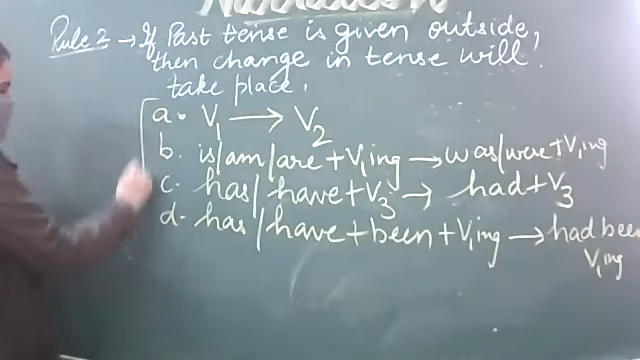 Narration
Rule 2 → If Past tense is given outside,
then change in tense will
take place.
a. V1 → V2
b. is/am/are + V1ing → was/were + V1ing
c. has/have + V3 → had + V3
d. has/have + been + V1ing → had been
V1ing